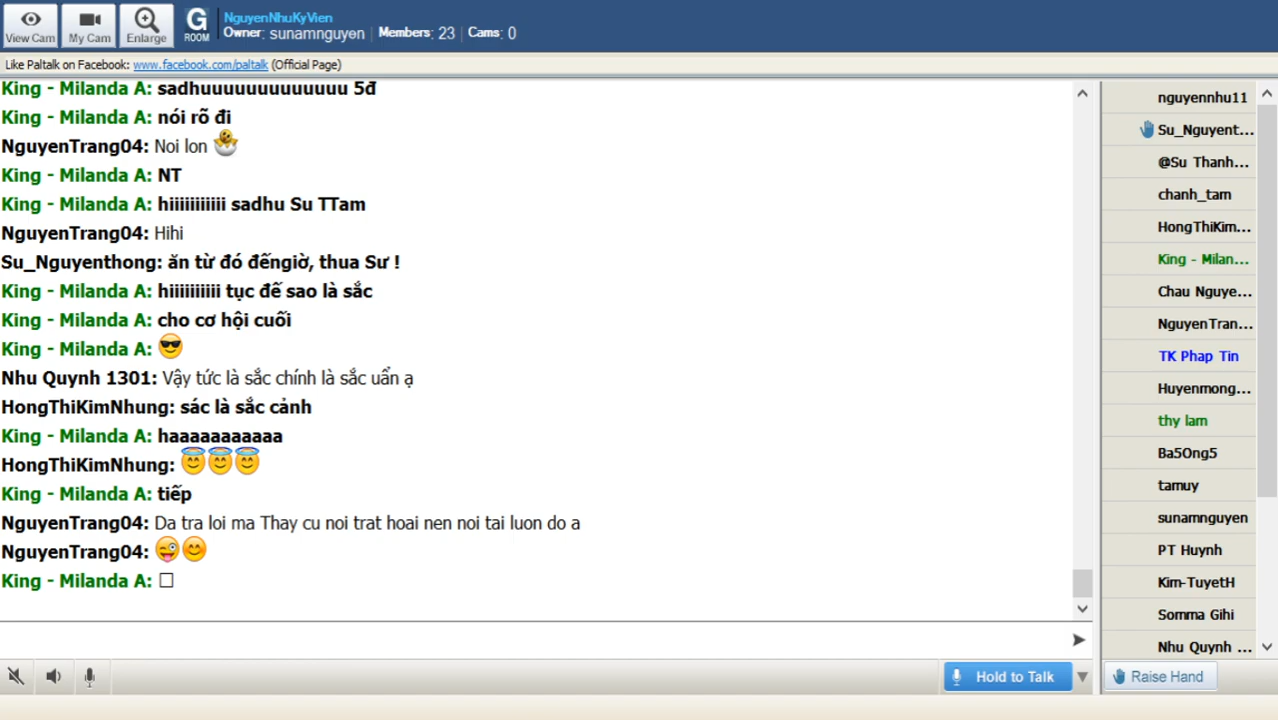 View Cam
My Cam
Enlarge
G
ROOM
NguyenNhuKyVien
Owner: sunamnguyen | Members: 23 | Cams: 0
Like Paltalk on Facebook: www.facebook.com/paltalk (Official Page)
King - Milanda A: sadhuuuuuuuuuuuuu 5đ
King - Milanda A: nói rõ đi
NguyenTrang04: Noi lon
King - Milanda A: NT
King - Milanda A: hiiiiiiiiiii sadhu Su TTam
NguyenTrang04: Hihi
Su_Nguyenthong: ăn từ đó đếngiờ, thua Sư !
King - Milanda A: hiiiiiiiiii tục đế sao là sắc
King - Milanda A: cho cơ hội cuối
King - Milanda A:
Nhu Quynh 1301: Vậy tức là sắc chính là sắc uẩn ạ
HongThiKimNhung: sác là sắc cảnh
King - Milanda A: haaaaaaaaaaa
HongThiKimNhung:
King - Milanda A: tiếp
NguyenTrang04: Da tra loi ma Thay cu noi trat hoai nen noi tai luon do a
NguyenTrang04:
King - Milanda A:
nguyennhu11
Su_Nguyent...
@Su Thanh...
chanh_tam
HongThiKim...
King - Milan...
Chau Nguye...
NguyenTran...
TK Phap Tin
Huyenmong...
thy lam
Ba5Ong5
tamuy
sunamnguyen
PT Huynh
Kim-TuyetH
Somma Gihi
Nhu Quynh ...
Hold to Talk
Raise Hand